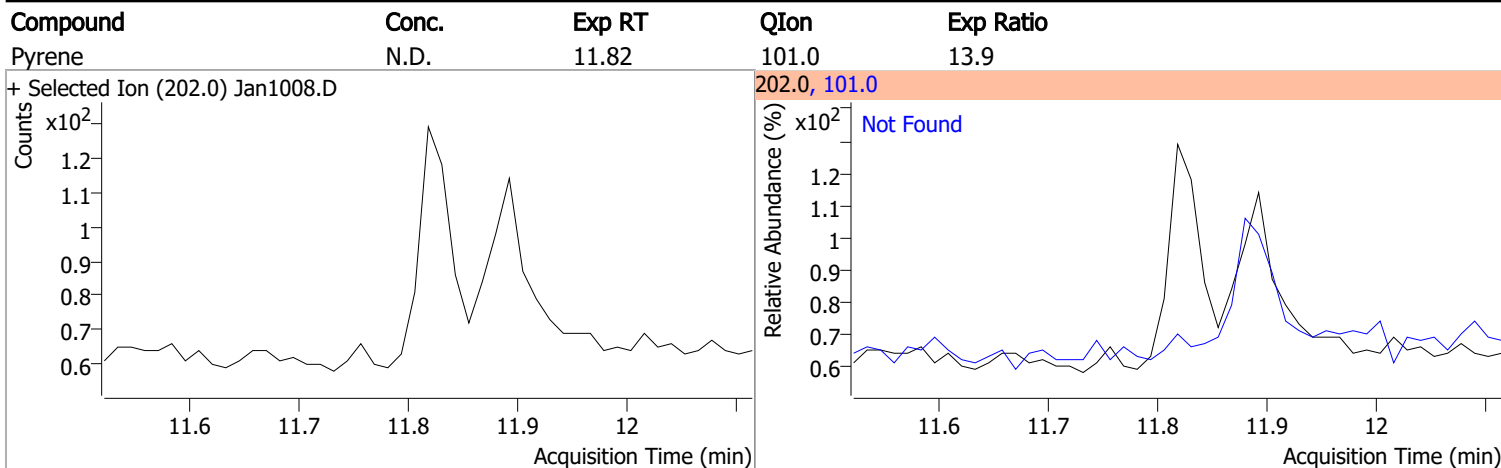 Compound Conc. Exp RT QIon Exp Ratio
Pyrene N.D. 11.82 101.0 13.9
+ Selected Ion (202.0) Jan1008.D
Counts
x10²
1.2
1.1
1
0.9
0.8
0.7
0.6
11.6 11.7 11.8 11.9 12
Acquisition Time (min)
202.0, 101.0
Relative Abundance (%)
x10²
Not Found
1.2
1.1
1
0.9
0.8
0.7
0.6
11.6 11.7 11.8 11.9 12
Acquisition Time (min)